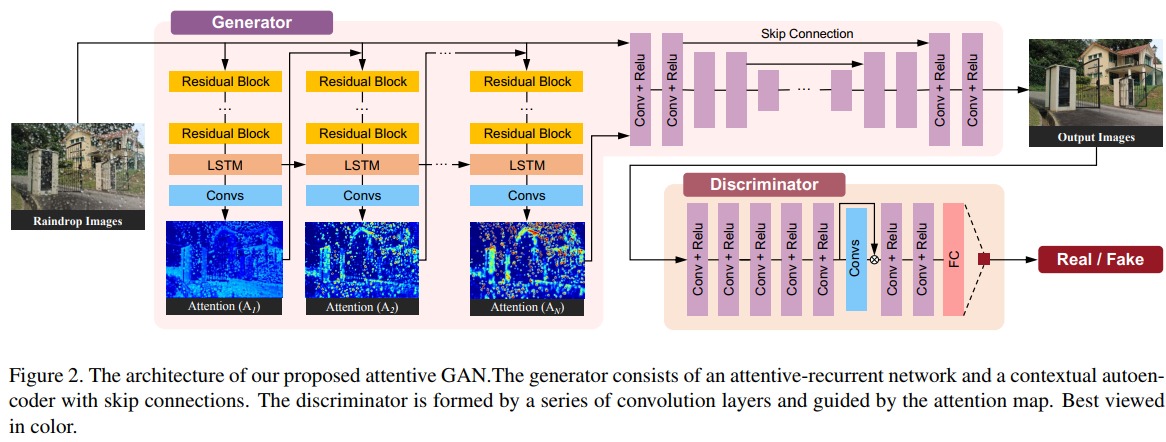 Generator
Skip Connection
Residual Block Residual Block ... Residual Block
... ... ...
Residual Block Residual Block Residual Block
LSTM LSTM ... LSTM
Convs Convs Convs
Raindrop Images
Attention (A1) Attention (A2) Attention (AN)
Conv + Relu Conv + Relu ... Conv + Relu Conv + Relu
Output Images
Discriminator
Conv + Relu Conv + Relu Conv + Relu Conv + Relu Conv + Relu Convs Conv + Relu Conv + Relu FC
Real / Fake
Figure 2. The architecture of our proposed attentive GAN.The generator consists of an attentive-recurrent network and a contextual autoen-
coder with skip connections. The discriminator is formed by a series of convolution layers and guided by the attention map. Best viewed
in color.